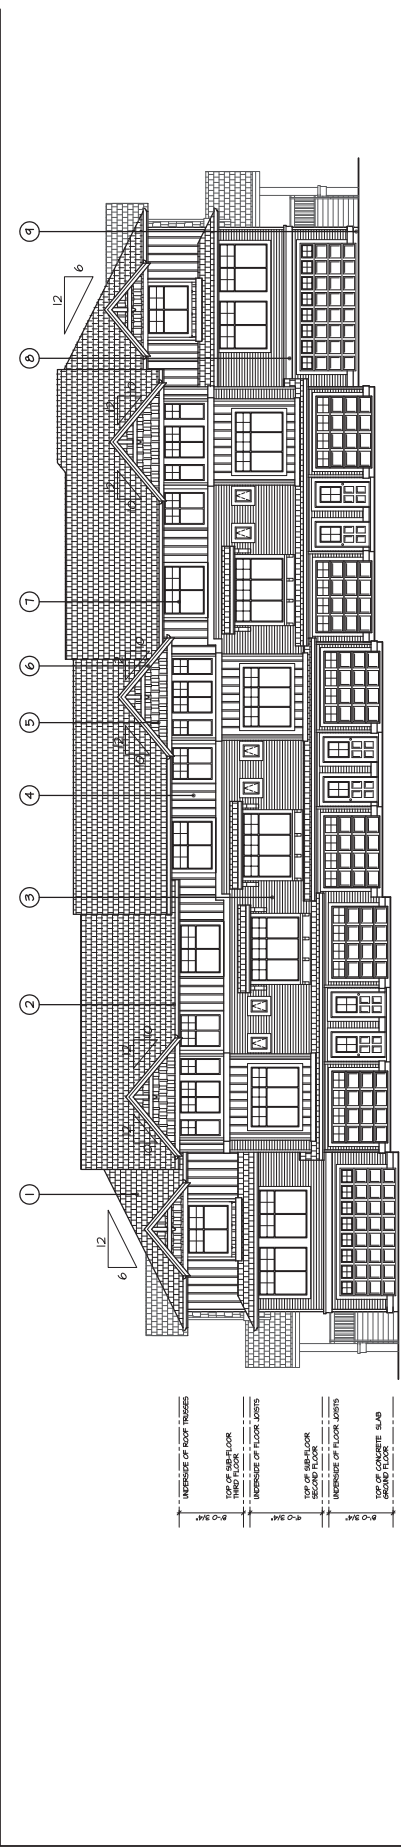 1
2
3
4
5
6
7
8
9
12
6
12
6
UNDERSIDE OF ROOF TRUSSES
8'-0 3/4"
TOP OF SUB-FLOOR
THIRD FLOOR
UNDERSIDE OF FLOOR JOISTS
9'-0 3/4"
TOP OF SUB-FLOOR
SECOND FLOOR
UNDERSIDE OF FLOOR JOISTS
8'-0 3/4"
TOP OF CONCRETE SLAB
GROUND FLOOR